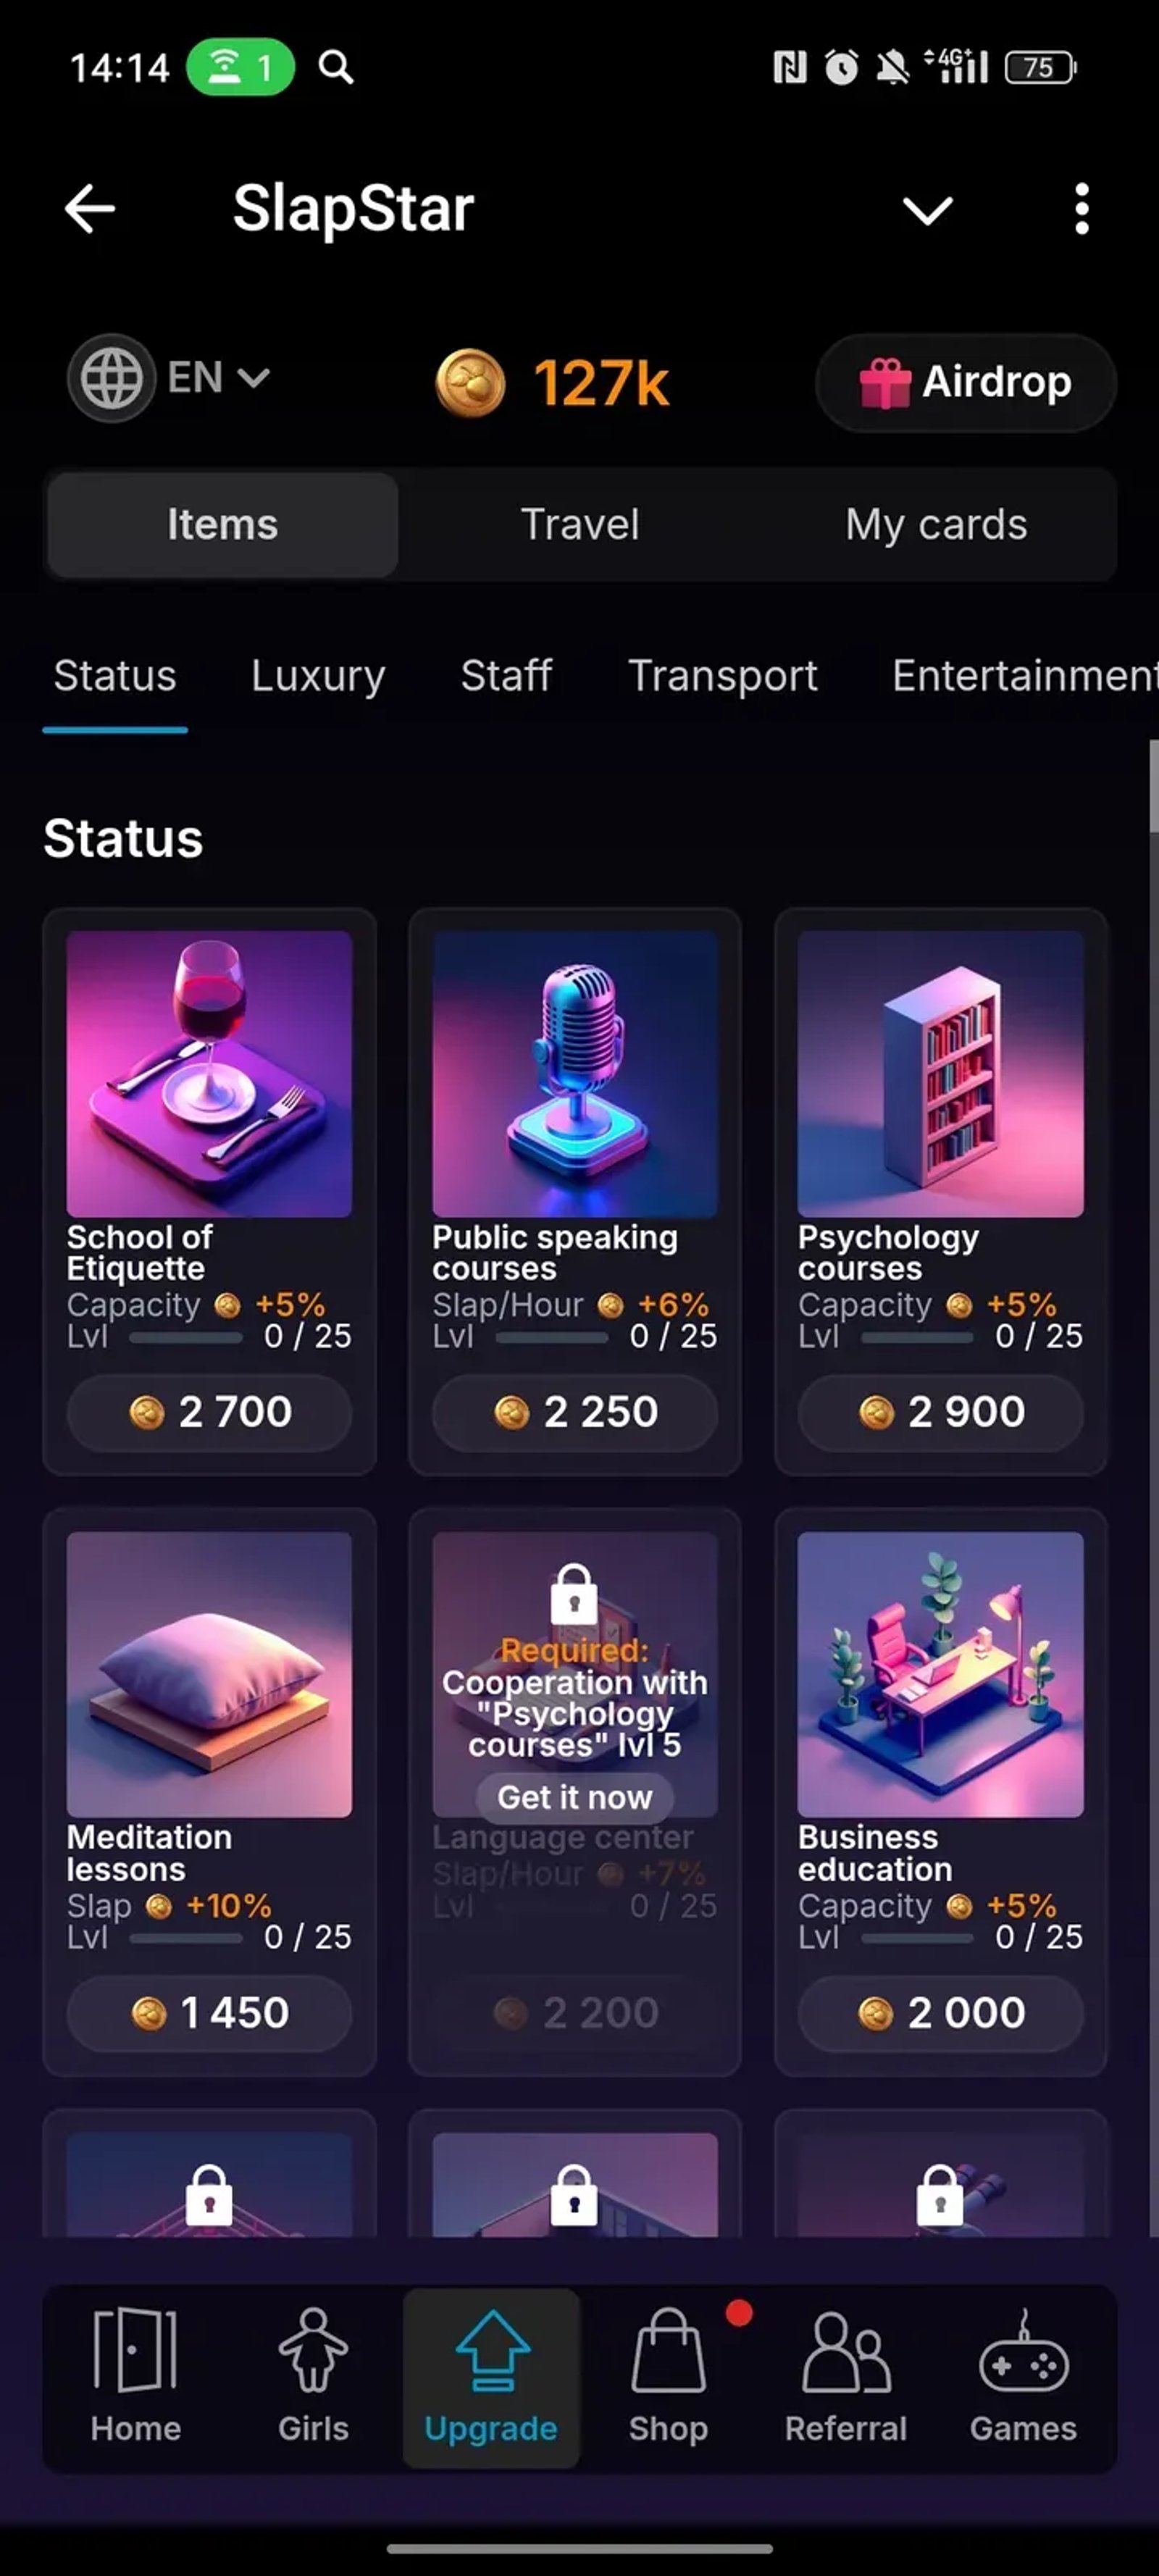 14:14 1 4G+ 75
SlapStar
EN 127k Airdrop
Items Travel My cards
Status Luxury Staff Transport Entertainment
Status
School of
Etiquette
Capacity +5%
Lvl 0 / 25
2 700
Public speaking
courses
Slap/Hour +6%
Lvl 0 / 25
2 250
Psychology
courses
Capacity +5%
Lvl 0 / 25
2 900
Meditation
lessons
Slap +10%
Lvl 0 / 25
1 450
Required:
Cooperation with
"Psychology
courses" lvl 5
Get it now
Language center
Slap/Hour +7%
Lvl 0 / 25
2 200
Business
education
Capacity +5%
Lvl 0 / 25
2 000
Home Girls Upgrade Shop Referral Games